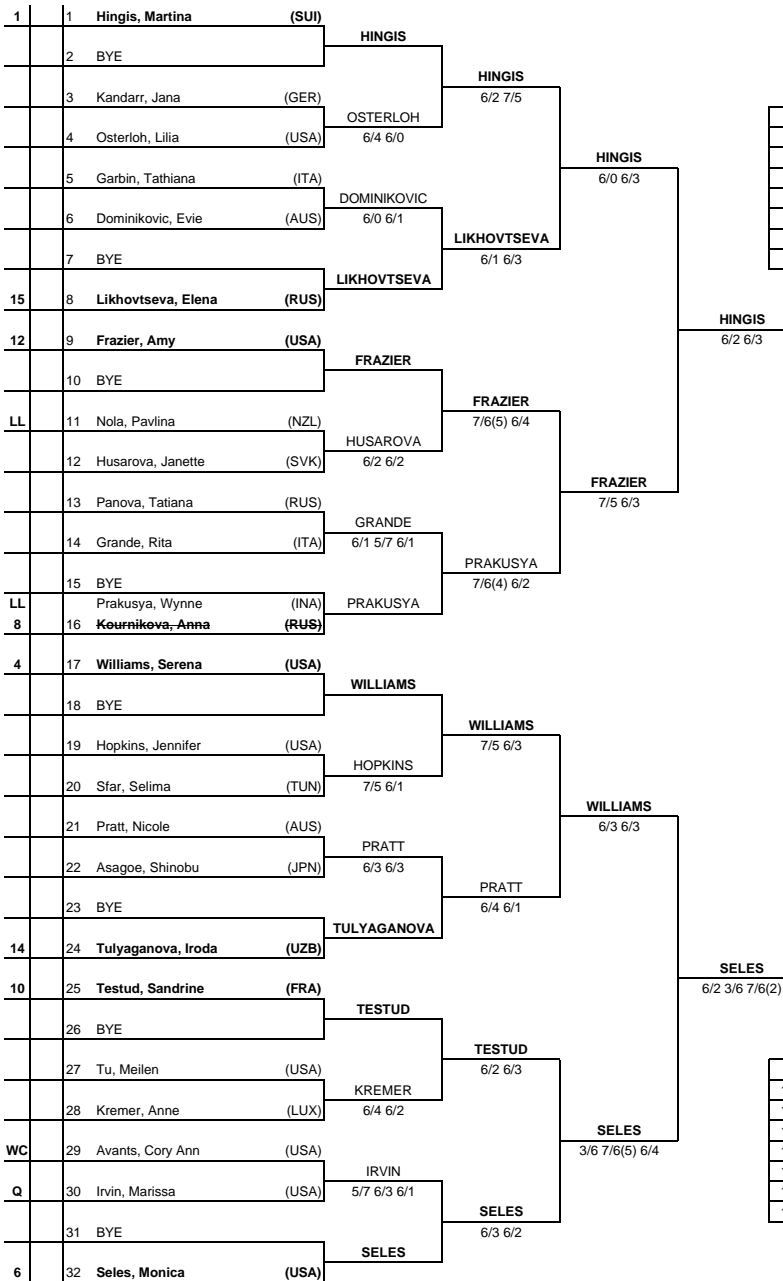 1 1 Hingis, Martina (SUI)
HINGIS
2 BYE
HINGIS
3 Kandarr, Jana (GER) 6/2 7/5
OSTERLOH
4 Osterloh, Lilia (USA) 6/4 6/0
HINGIS
5 Garbin, Tathiana (ITA) 6/0 6/3
DOMINIKOVIC
6 Dominikovic, Evie (AUS) 6/0 6/1
LIKHOVTSEVA
7 BYE 6/1 6/3
LIKHOVTSEVA
15 8 Likhovtseva, Elena (RUS)
HINGIS
12 9 Frazier, Amy (USA) 6/2 6/3
FRAZIER
10 BYE
FRAZIER
LL 11 Nola, Pavlina (NZL) 7/6(5) 6/4
HUSAROVA
12 Husarova, Janette (SVK) 6/2 6/2
FRAZIER
13 Panova, Tatiana (RUS) 7/5 6/3
GRANDE
14 Grande, Rita (ITA) 6/1 5/7 6/1
PRAKUSYA
15 BYE 7/6(4) 6/2
LL Prakusya, Wynne (INA) PRAKUSYA
8 16 Kournikova, Anna (RUS)
4 17 Williams, Serena (USA)
WILLIAMS
18 BYE
WILLIAMS
19 Hopkins, Jennifer (USA) 7/5 6/3
HOPKINS
20 Sfar, Selima (TUN) 7/5 6/1
WILLIAMS
21 Pratt, Nicole (AUS) 6/3 6/3
PRATT
22 Asagoe, Shinobu (JPN) 6/3 6/3
PRATT
23 BYE 6/4 6/1
TULYAGANOVA
14 24 Tulyaganova, Iroda (UZB)
SELES
10 25 Testud, Sandrine (FRA) 6/2 3/6 7/6(2)
TESTUD
26 BYE
TESTUD
27 Tu, Meilen (USA) 6/2 6/3
KREMER
28 Kremer, Anne (LUX) 6/4 6/2
SELES
WC 29 Avants, Cory Ann (USA) 3/6 7/6(5) 6/4
IRVIN
Q 30 Irvin, Marissa (USA) 5/7 6/3 6/1
SELES
31 BYE 6/3 6/2
SELES
6 32 Seles, Monica (USA)